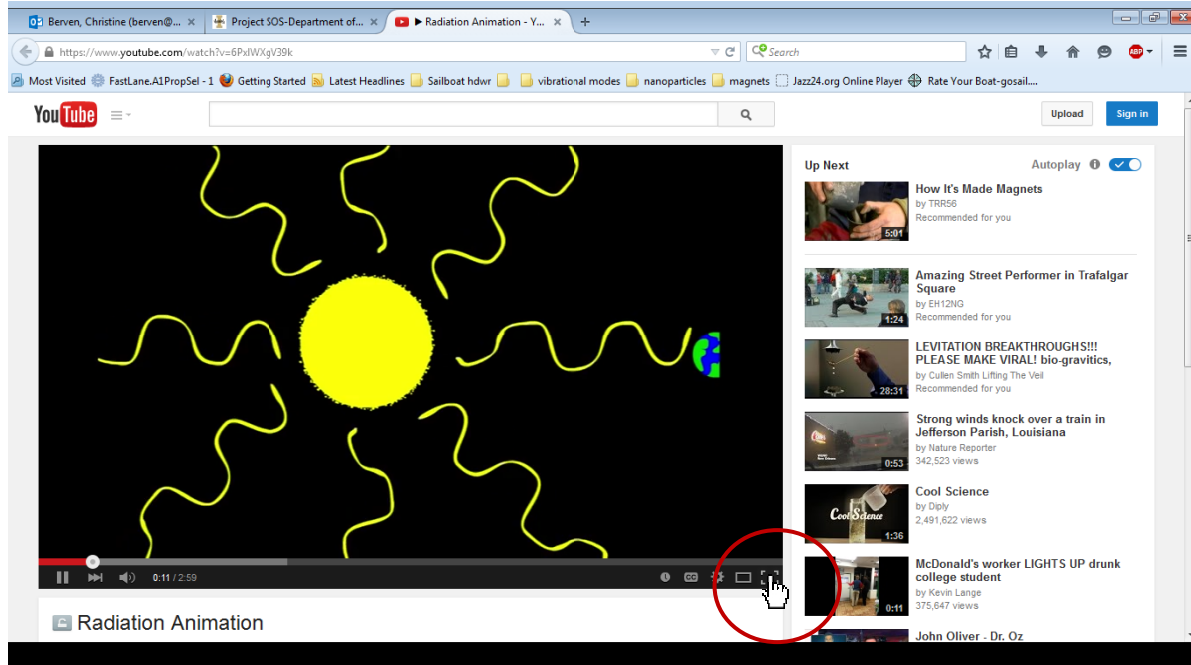 Berven, Christine (berven@... × Project SOS-Department of... × ▶ Radiation Animation - Y... × +
https://www.youtube.com/watch?v=6PxIWXgV39k Search ABP
Most Visited FastLane.A1PropSel - 1 Getting Started Latest Headlines Sailboat hdwr vibrational modes nanoparticles magnets Jazz24.org Online Player Rate Your Boat-gosail....
YouTube Upload Sign in
Up Next Autoplay
How It's Made Magnets
by TRR56
Recommended for you
5:01
Amazing Street Performer in Trafalgar
Square
by EH12NG
Recommended for you
1:24
LEVITATION BREAKTHROUGHS!!!
PLEASE MAKE VIRAL! bio-gravitics,
by Cullen Smith Lifting The Veil
Recommended for you
28:31
Strong winds knock over a train in
Jefferson Parish, Louisiana
by Nature Reporter
342,523 views
0:53
Cool Science
by Diply
2,491,622 views
Cool Science
1:36
McDonald's worker LIGHTS UP drunk
college student
by Kevin Lange
375,647 views
0:11
John Oliver - Dr. Oz
0:11 / 2:59 CC
Radiation Animation